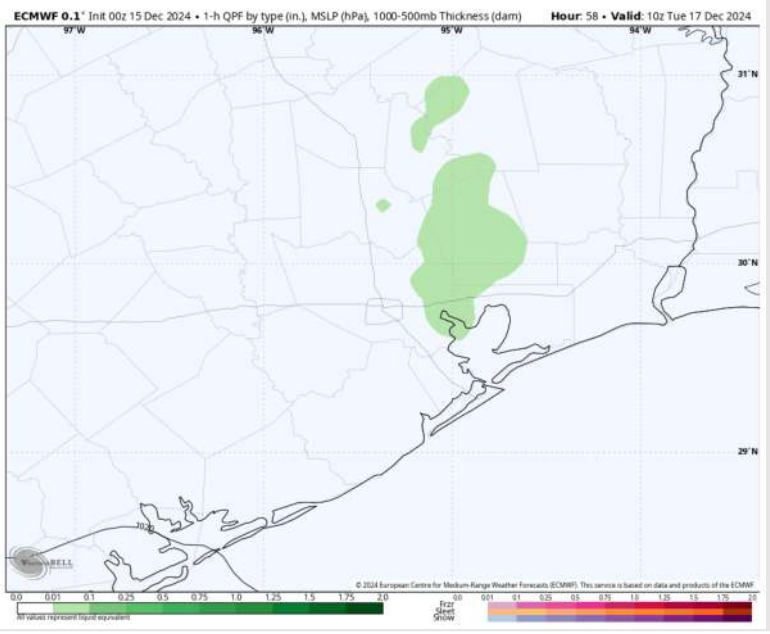 ECMWF 0.1° Init 00z 15 Dec 2024 • 1-h QPF by type (in.), MSLP (hPa), 1000-500mb Thickness (dam) Hour: 58 • Valid: 10z Tue 17 Dec 2024
97°W 96°W 95°W 94°W
31°N
30°N
29°N
1020
WeatherBELL
© 2024 European Centre for Medium-Range Weather Forecasts (ECMWF). This service is based on data and products of the ECMWF
0.0 0.01 0.1 0.25 0.5 0.75 1.0 1.25 1.5 1.75 2.0 0.0 0.01 0.1 0.25 0.5 0.75 1.0 1.25 1.5 1.75 2.0
Frzr
Sleet
Snow
All values represent liquid equivalent